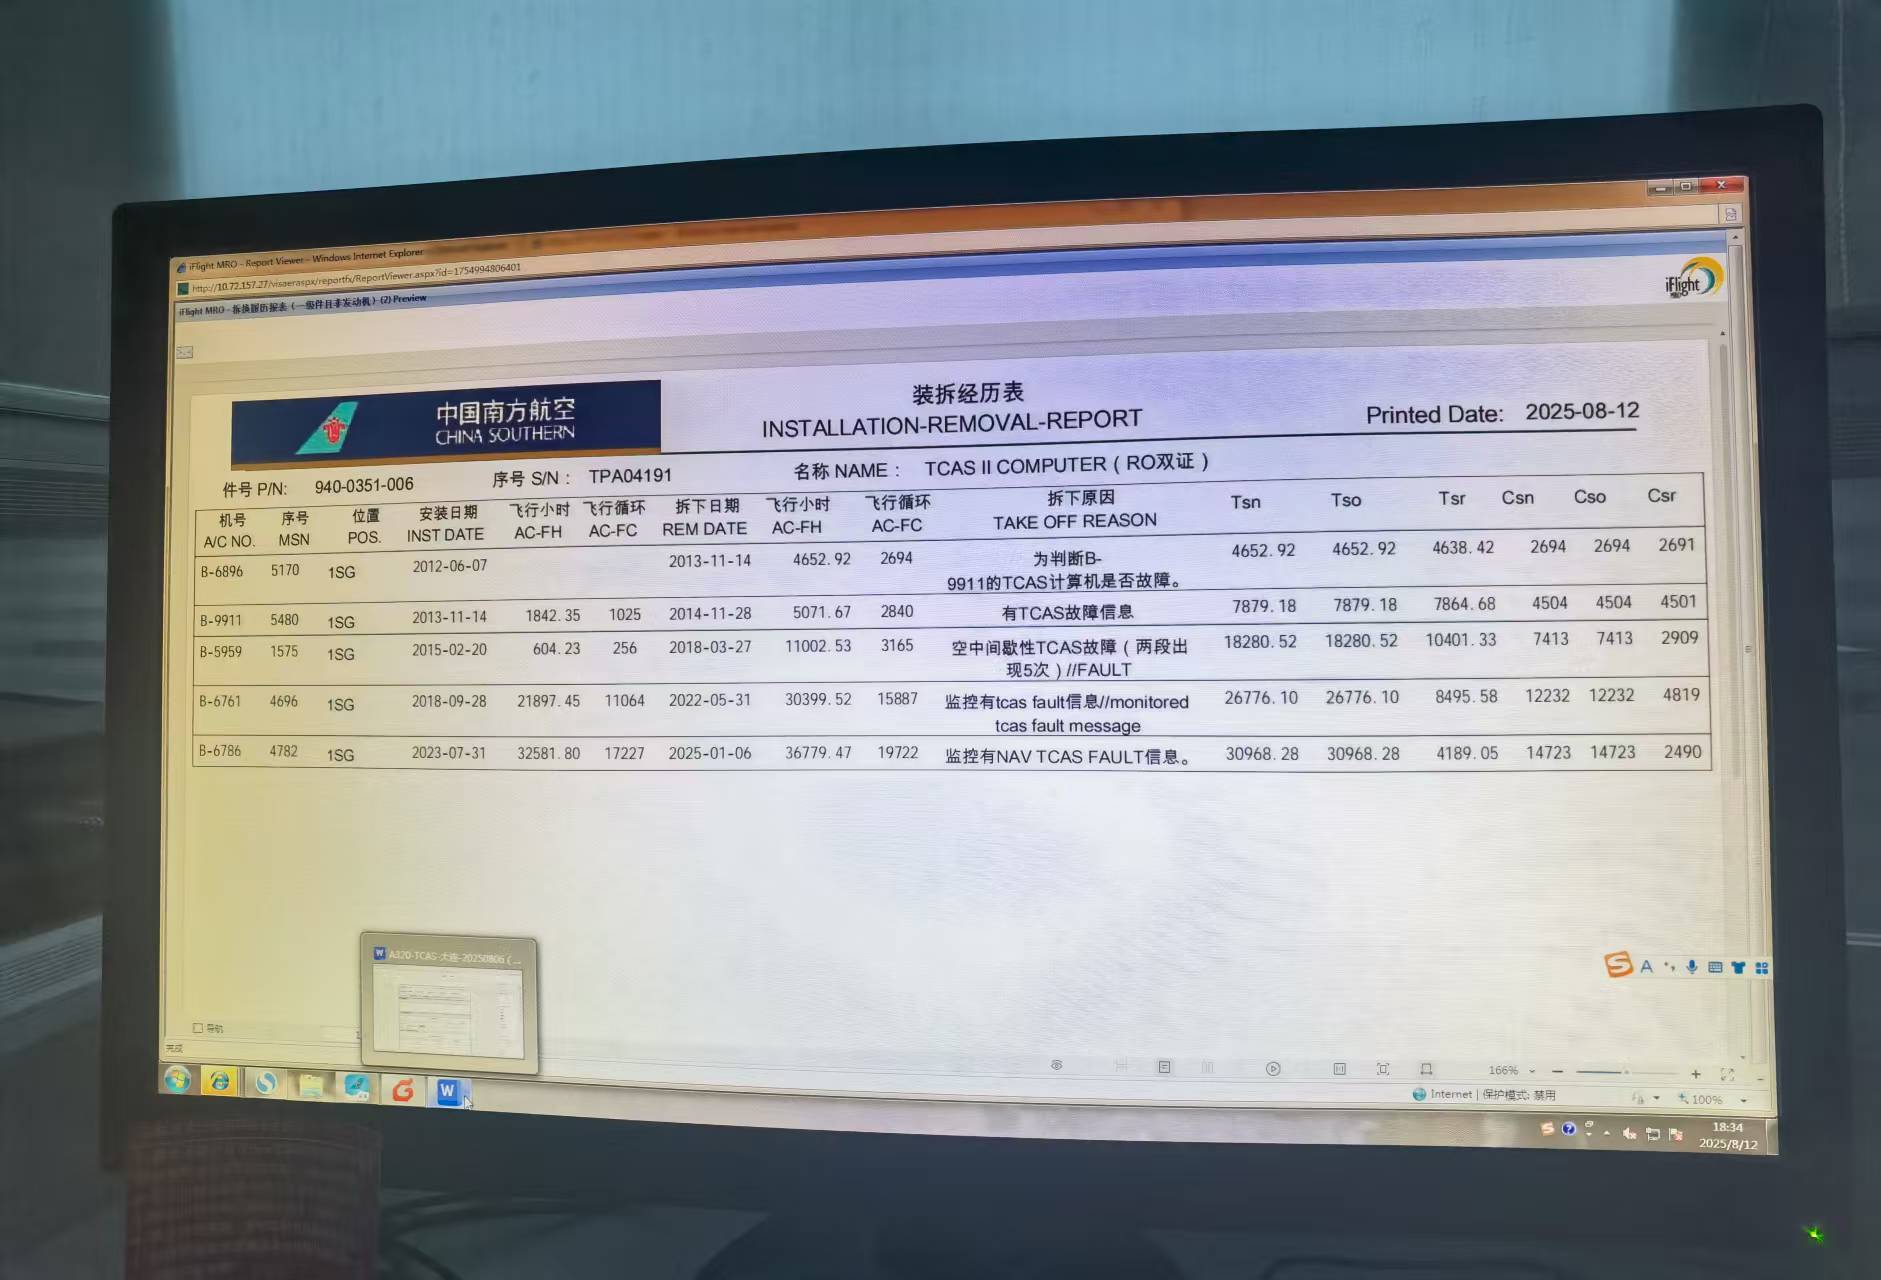 iFlight MRO - Report Viewer - Windows Internet Explorer
http://10.72.157.27/visaeraspx/reportfx/ReportViewer.aspx?id=1754994806401
iFlight MRO - 拆换履历报表（一级件且非发动机）(2) Preview
iFlight
中国南方航空
CHINA SOUTHERN
装拆经历表
INSTALLATION-REMOVAL-REPORT
Printed Date: 2025-08-12
件号 P/N: 940-0351-006 序号 S/N： TPA04191 名称 NAME： TCAS II COMPUTER（RO双证）
机号 序号 位置 安装日期 飞行小时 飞行循环 拆下日期 飞行小时 飞行循环 拆下原因 Tsn Tso Tsr Csn Cso Csr
A/C NO. MSN POS. INST DATE AC-FH AC-FC REM DATE AC-FH AC-FC TAKE OFF REASON
B-6896 5170 1SG 2012-06-07 2013-11-14 4652.92 2694 为判断B- 4652.92 4652.92 4638.42 2694 2694 2691
9911的TCAS计算机是否故障。
B-9911 5480 1SG 2013-11-14 1842.35 1025 2014-11-28 5071.67 2840 有TCAS故障信息 7879.18 7879.18 7864.68 4504 4504 4501
B-5959 1575 1SG 2015-02-20 604.23 256 2018-03-27 11002.53 3165 空中间歇性TCAS故障（两段出 18280.52 18280.52 10401.33 7413 7413 2909
现5次）//FAULT
B-6761 4696 1SG 2018-09-28 21897.45 11064 2022-05-31 30399.52 15887 监控有tcas fault信息//monitored 26776.10 26776.10 8495.58 12232 12232 4819
tcas fault message
B-6786 4782 1SG 2023-07-31 32581.80 17227 2025-01-06 36779.47 19722 监控有NAV TCAS FAULT信息。 30968.28 30968.28 4189.05 14723 14723 2490
A320-TCAS-大连-20250806 (...
导航
完成
166%
Internet | 保护模式: 禁用
100%
18:34
2025/8/12